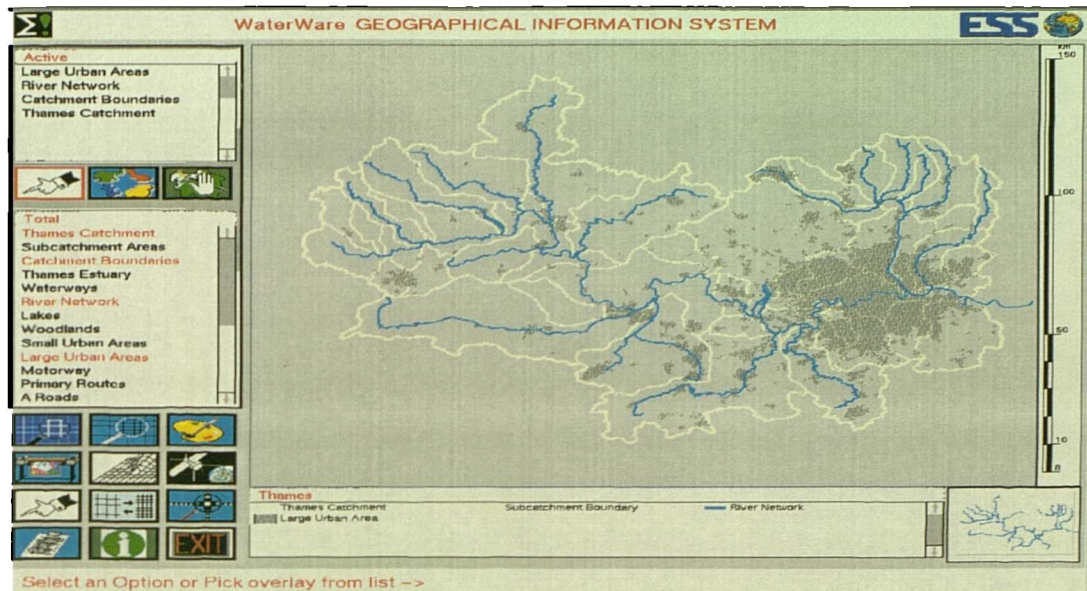 Σ!
WaterWare GEOGRAPHICAL INFORMATION SYSTEM
ESS
Active
Large Urban Areas
River Network
Catchment Boundaries
Thames Catchment
Total
Thames Catchment
Subcatchment Areas
Catchment Boundaries
Thames Estuary
Waterways
River Network
Lakes
Woodlands
Small Urban Areas
Large Urban Areas
Motorway
Primary Routes
A Roads
EXIT
km
150
100
50
10
0
Thames
Thames Catchment Subcatchment Boundary River Network
Large Urban Area
Select an Option or Pick overlay from list ->